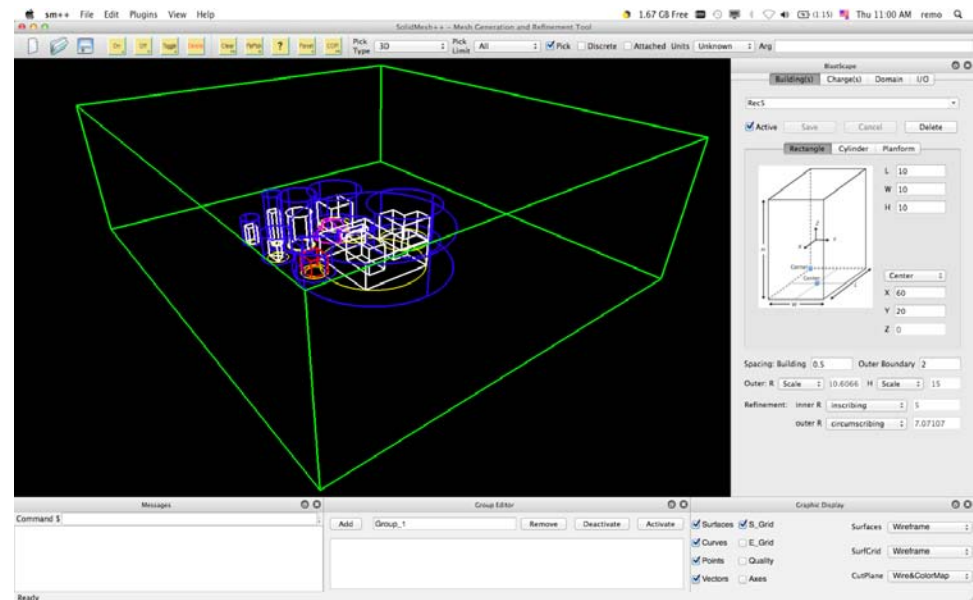 sm++ File Edit Plugins View Help 1.67 GB Free (1:15) Thu 11:00 AM remo
SolidMesh++ - Mesh Generation and Refinement Tool
On Off Toggle Delete Clear ? Pick Type 3D Pick Limit All Pick Discrete Attached Units Unknown Arg
BlastScape
Building(s) Charge(s) Domain I/O
Rec5
Active Save Cancel Delete
Rectangle Cylinder Planform
L 10
W 10
H 10
Corner
Center
Center
X 60
Y 20
Z 0
Spacing: Building 0.5 Outer Boundary 2
Outer: R Scale 10.6066 H Scale 15
Refinement: inner R inscribing 5
outer R circumscribing 7.07107
Messages Group Editor Graphic Display
Command $
Add Group_1 Remove Deactivate Activate
Surfaces S_Grid Surfaces Wireframe
Curves E_Grid SurfGrid Wireframe
Points Quality
Vectors Axes CutPlane Wire&ColorMap
Ready